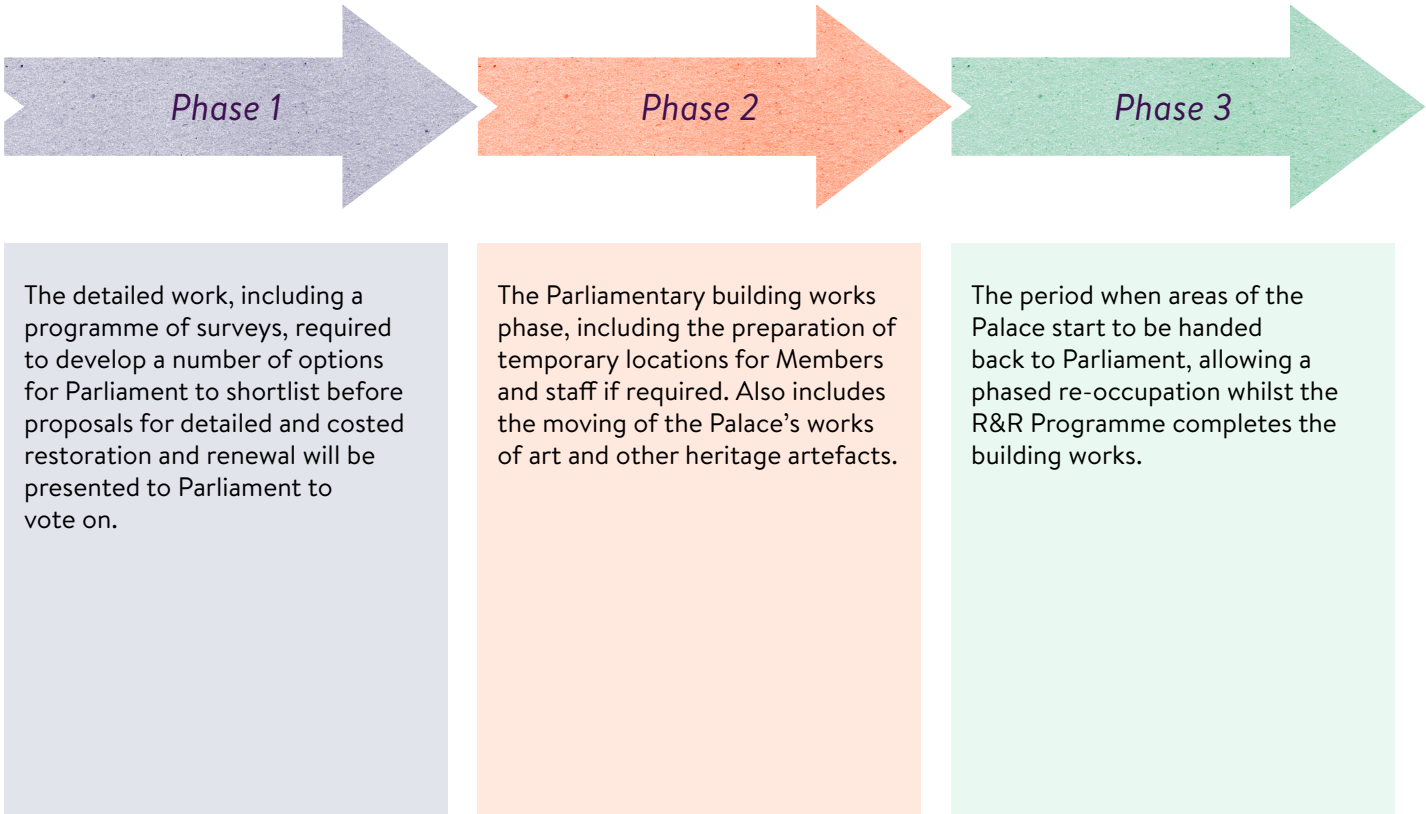 Phase 1
Phase 2
Phase 3
The detailed work, including a
programme of surveys, required
to develop a number of options
for Parliament to shortlist before
proposals for detailed and costed
restoration and renewal will be
presented to Parliament to
vote on.
The Parliamentary building works
phase, including the preparation of
temporary locations for Members
and staff if required. Also includes
the moving of the Palace’s works
of art and other heritage artefacts.
The period when areas of the
Palace start to be handed
back to Parliament, allowing a
phased re-occupation whilst the
R&R Programme completes the
building works.